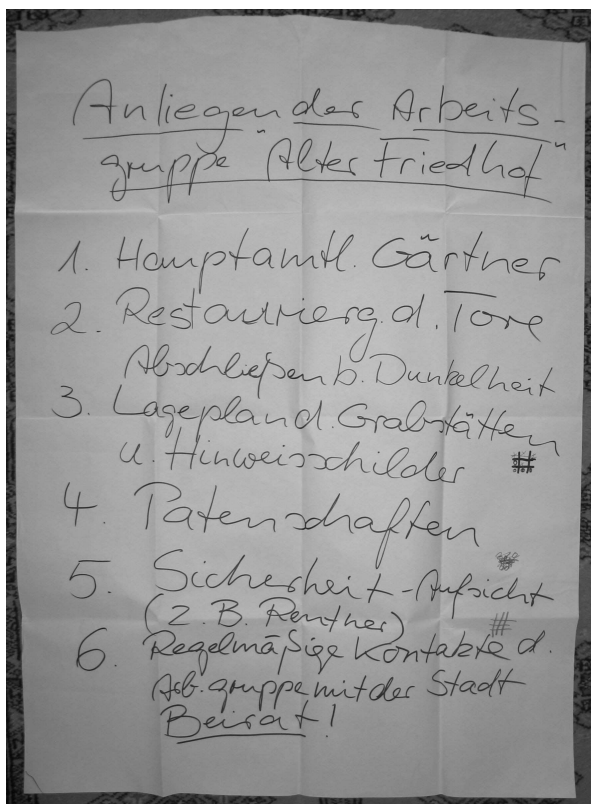 Anliegen der Arbeits-
gruppe "Alter Friedhof"
1. Hauptamtl. Gärtner
2. Restaurierg. d. Tore
Abschließen b. Dunkelheit
3. Lageplan d. Grabstätten
u. Hinweisschilder #
4. Patenschaften
5. Sicherheit-Aufsicht
(z. B. Rentner) #
6. Regelmäßige Kontakte d.
Arb.gruppe mit der Stadt
Beirat!